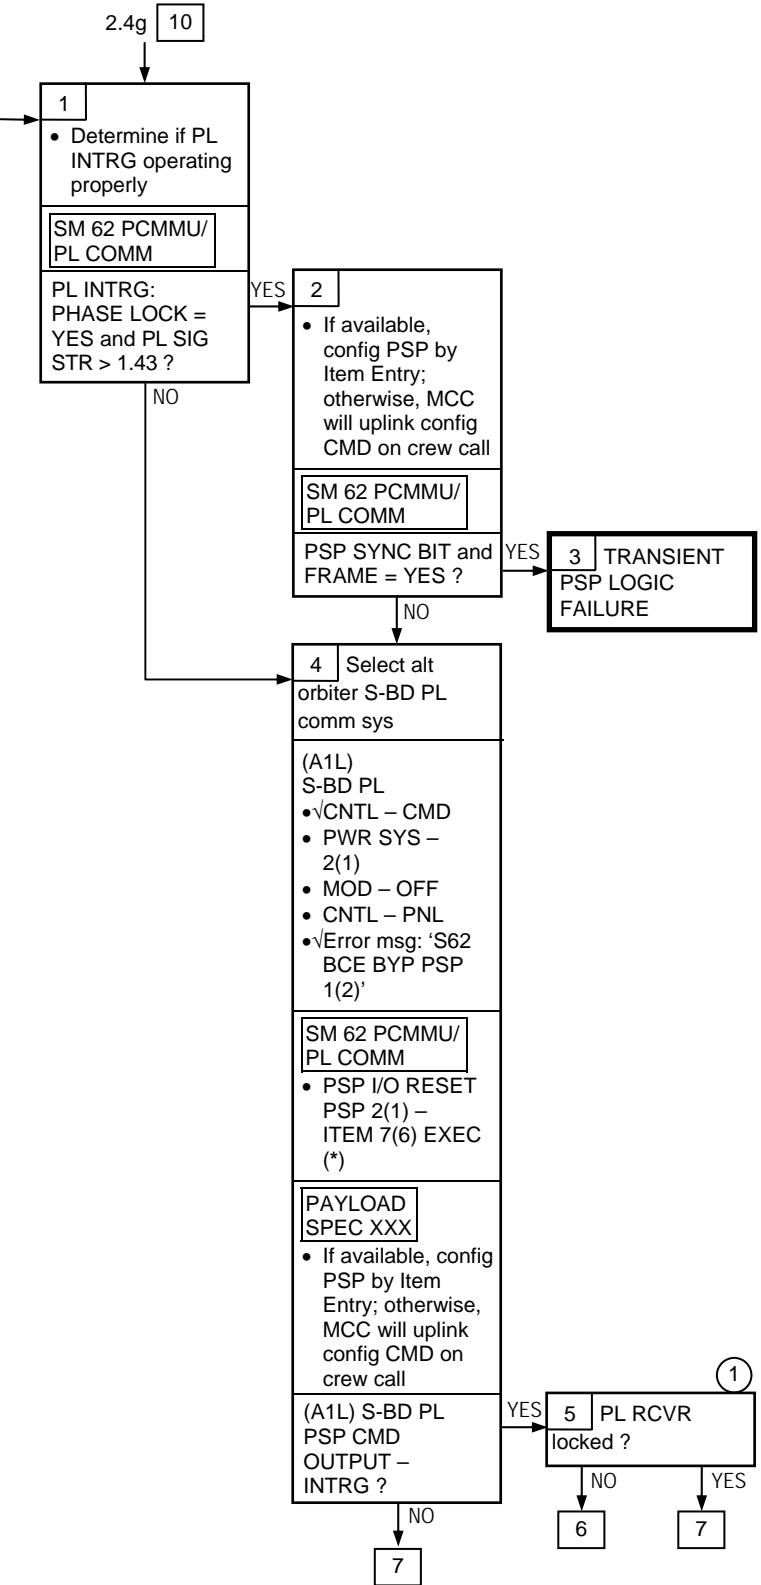 2.4g 10
1
• Determine if PL
INTRG operating
properly
SM 62 PCMMU/
PL COMM
PL INTRG:
PHASE LOCK =
YES and PL SIG
STR > 1.43 ?
YES
NO
2
• If available,
config PSP by
Item Entry;
otherwise, MCC
will uplink config
CMD on crew call
SM 62 PCMMU/
PL COMM
PSP SYNC BIT and
FRAME = YES ?
YES
NO
3 TRANSIENT
PSP LOGIC
FAILURE
4 Select alt
orbiter S-BD PL
comm sys
(A1L)
S-BD PL
•√CNTL – CMD
• PWR SYS –
2(1)
• MOD – OFF
• CNTL – PNL
•√Error msg: ‘S62
BCE BYP PSP
1(2)’
SM 62 PCMMU/
PL COMM
• PSP I/O RESET
PSP 2(1) –
ITEM 7(6) EXEC
(*)
PAYLOAD
SPEC XXX
• If available, config
PSP by Item
Entry; otherwise,
MCC will uplink
config CMD on
crew call
(A1L) S-BD PL
PSP CMD
OUTPUT –
INTRG ?
YES
NO
7
1
5 PL RCVR
locked ?
NO
YES
6
7